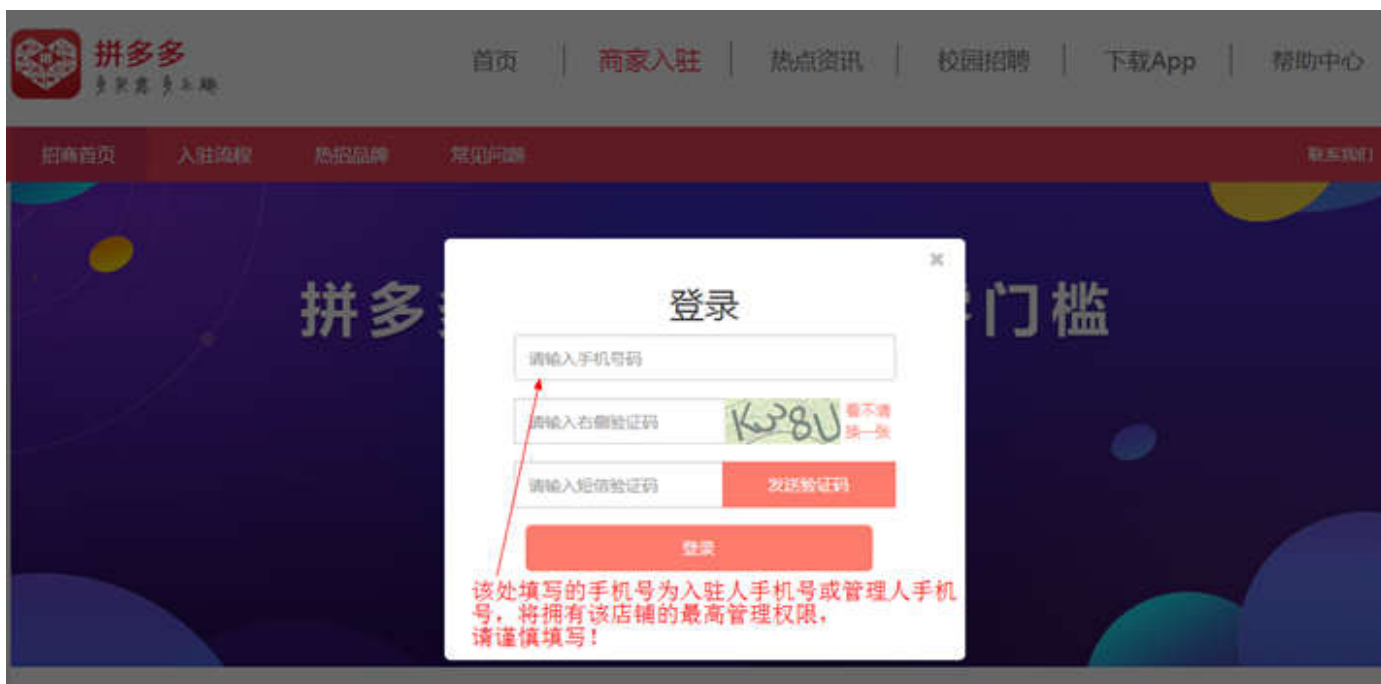 拼多多
多实惠 多乐趣
首页
商家入驻
热点资讯
校园招聘
下载App
帮助中心
招商首页
入驻流程
热招品牌
常见问题
联系我们
拼多
门槛
登录
请输入手机号码
请输入右侧验证码
看不清
换一张
请输入短信验证码
发送验证码
登录
该处填写的手机号为入驻人手机号或管理人手机
号，将拥有该店铺的最高管理权限，
请谨慎填写！